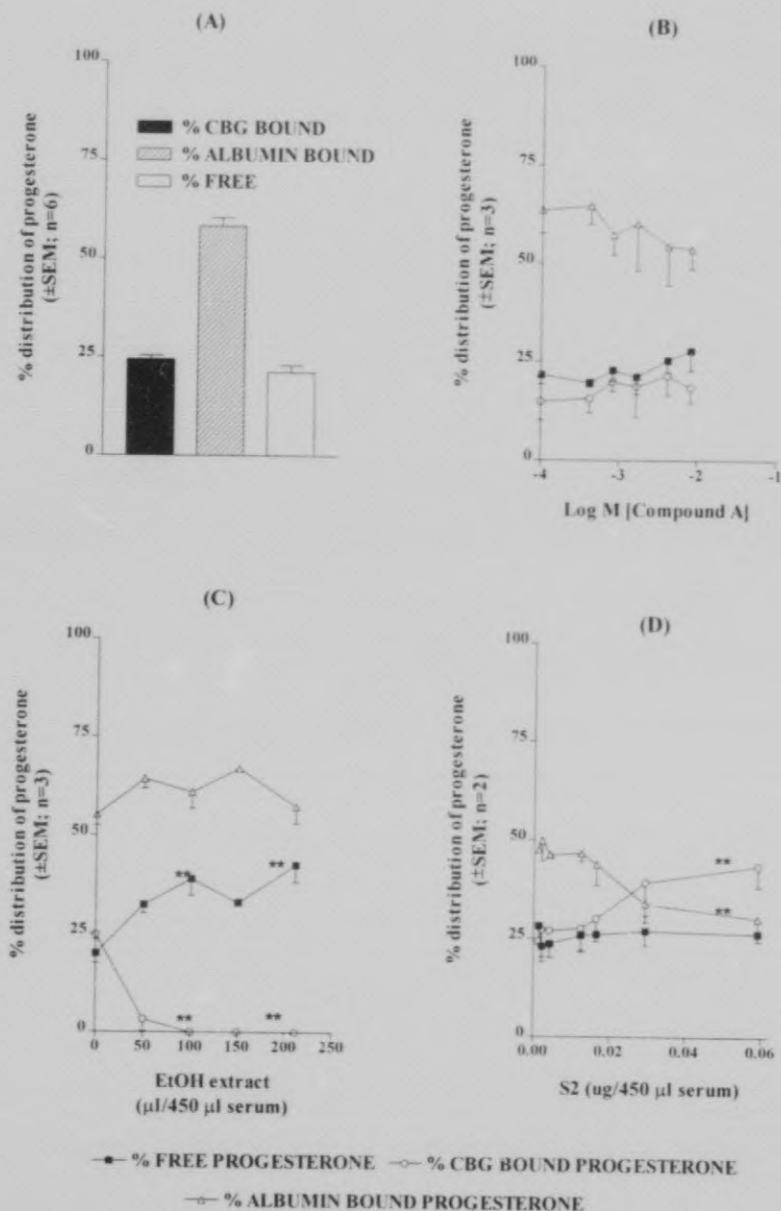 (A)
% distribution of progesterone
(±SEM; n=6)
100
75
50
25
0
% CBG BOUND
% ALBUMIN BOUND
% FREE
(B)
% distribution of progesterone
(±SEM; n=3)
100
75
50
25
0
-4 -3 -2 -1
Log M [Compound A]
(C)
% distribution of progesterone
(±SEM; n=3)
100
75
50
25
0
** **
** **
0 50 100 150 200 250
EtOH extract
(µl/450 µl serum)
(D)
% distribution of progesterone
(±SEM; n=2)
100
75
50
25
0
**
**
0.00 0.02 0.04 0.06
S2 (ug/450 µl serum)
% FREE PROGESTERONE % CBG BOUND PROGESTERONE
% ALBUMIN BOUND PROGESTERONE